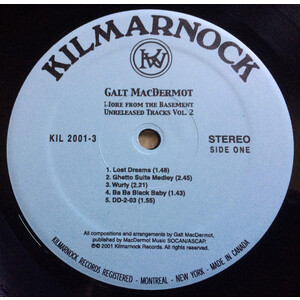 KILMARNOCK
GALT MACDERMOT
MORE FROM THE BASEMENT
UNRELEASED TRACKS VOL. 2
KIL 2001-3
STEREO
SIDE ONE
1. Lost Dreams (1.48)
2. Ghetto Suite Medley (2.45)
3. Wurly (2.21)
4. Ba Ba Black Baby (1.43)
5. DD-2-03 (1.55)
All compositions and arrangements by Galt MacDermot,
published by MacDermot Music SOCAN/ASCAP.
℗©2001 Kilmarnock Records. All rights reserved.
KILMARNOCK RECORDS REGISTERED - MONTREAL - NEW YORK - MADE IN CANADA